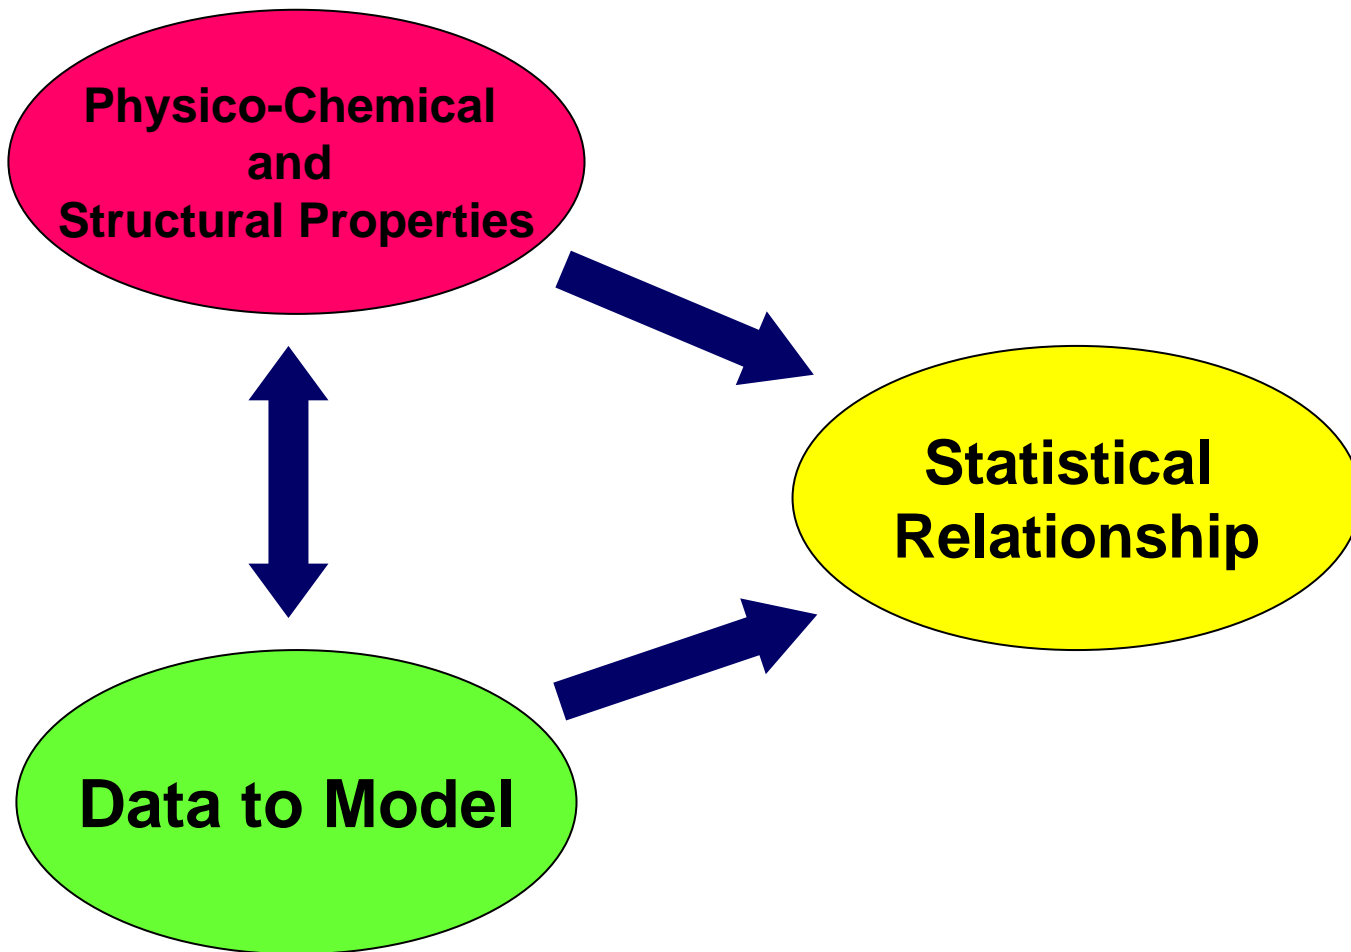 Physico-Chemical
and
Structural Properties
Statistical
Relationship
Data to Model